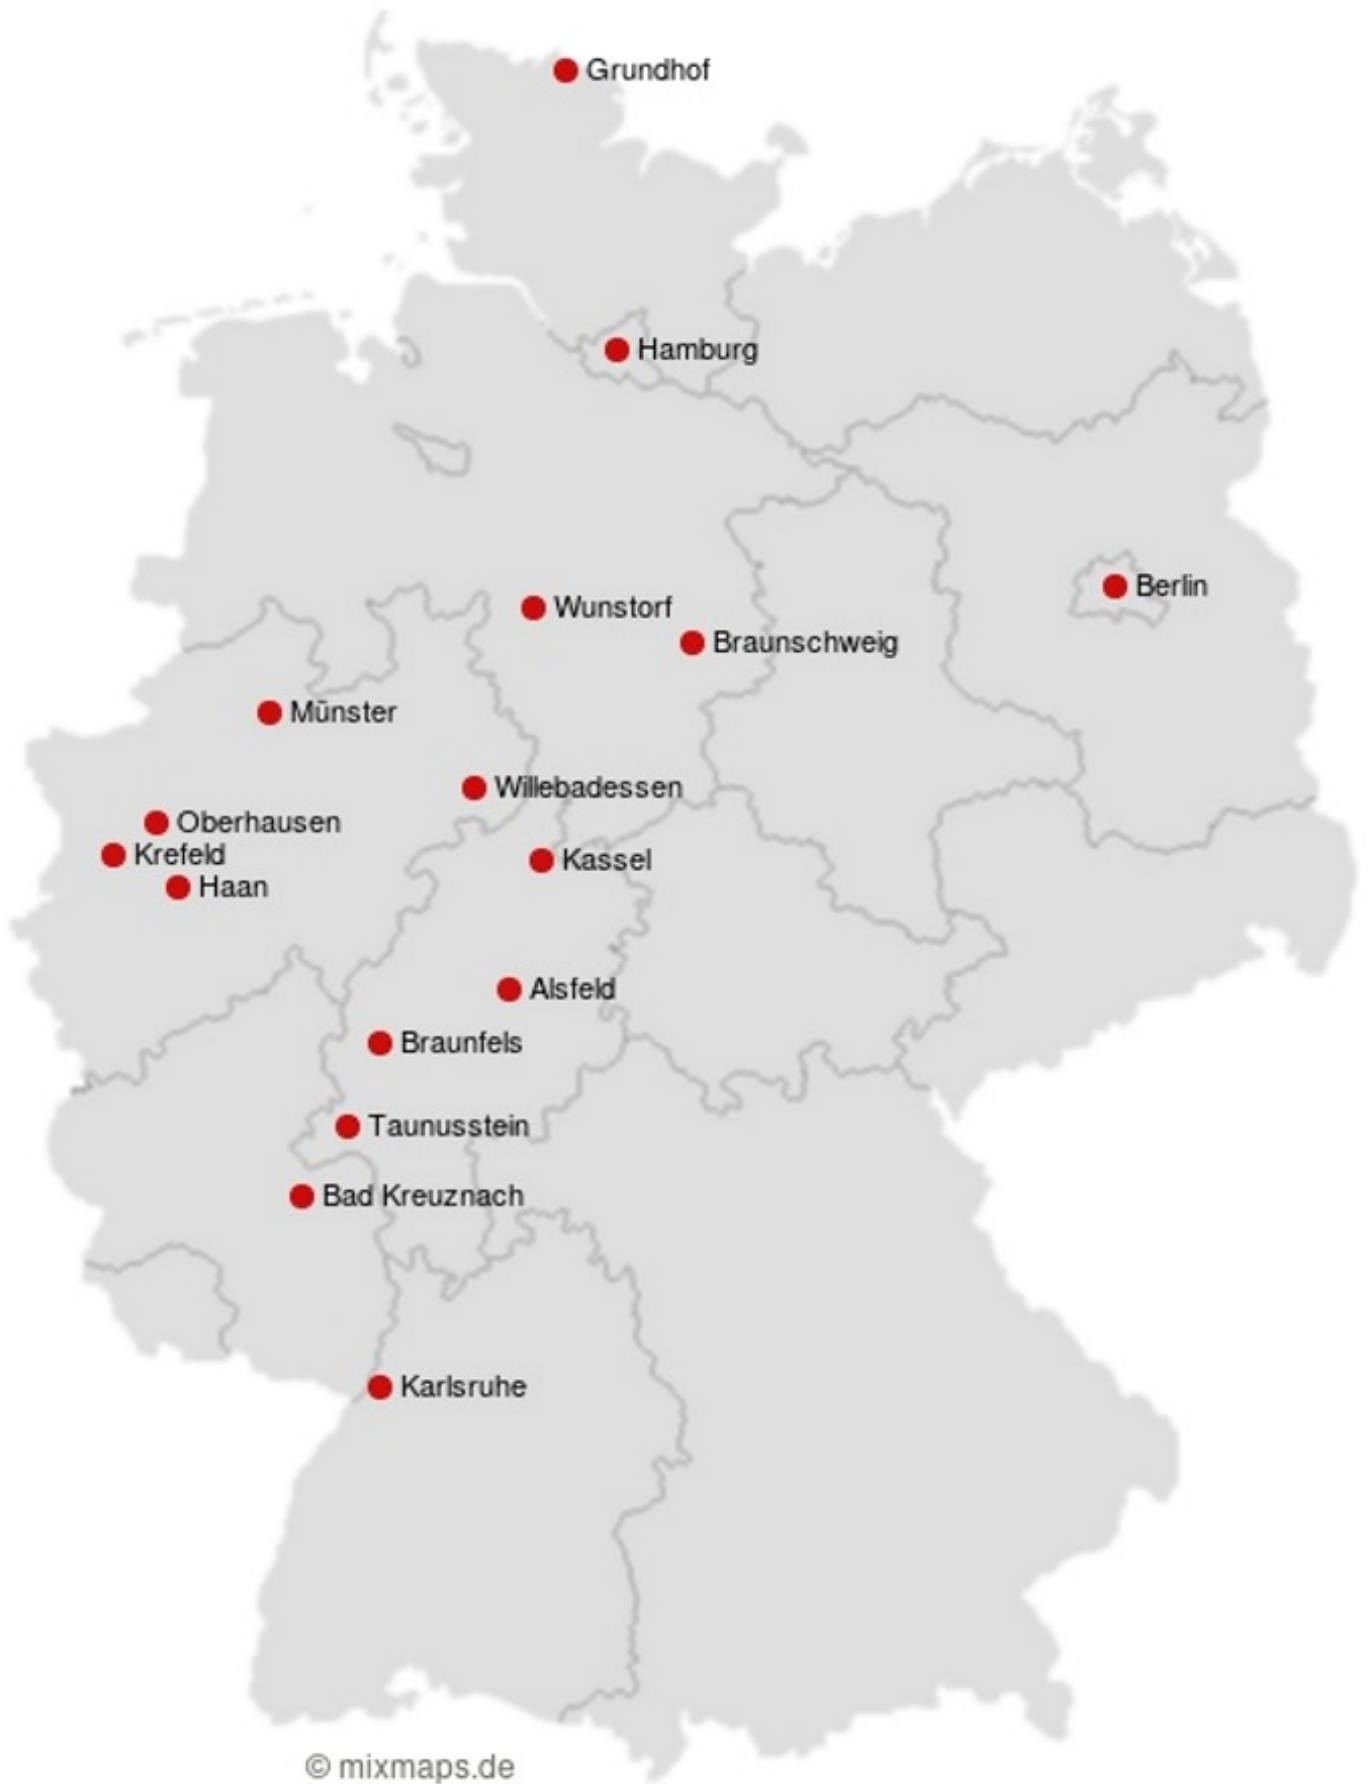 Grundhof
Hamburg
Berlin
Wunstorf
Braunschweig
Münster
Willebadessen
Oberhausen
Krefeld
Kassel
Haan
Alsfeld
Braunfels
Taunusstein
Bad Kreuznach
Karlsruhe
© mixmaps.de